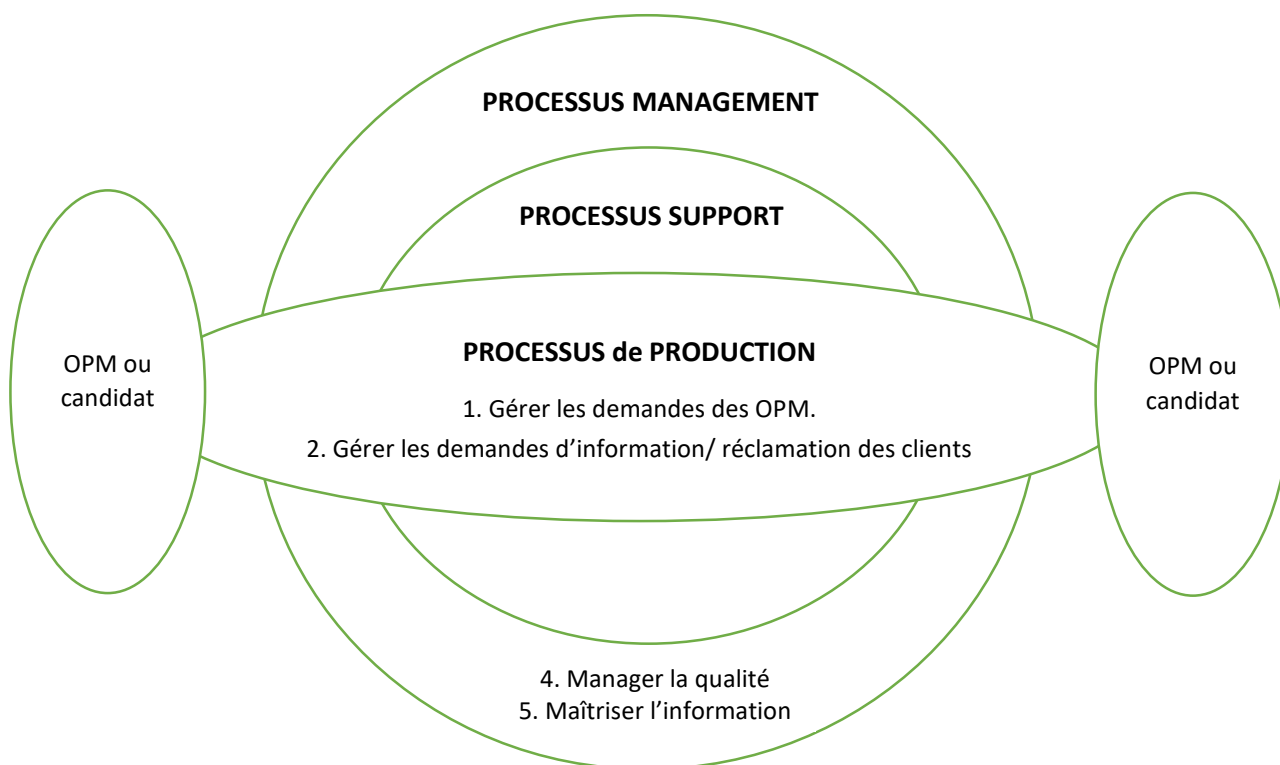 PROCESSUS MANAGEMENT
PROCESSUS SUPPORT
OPM ou
candidat
PROCESSUS de PRODUCTION
1. Gérer les demandes des OPM.
2. Gérer les demandes d’information/ réclamation des clients
OPM ou
candidat
4. Manager la qualité
5. Maîtriser l’information